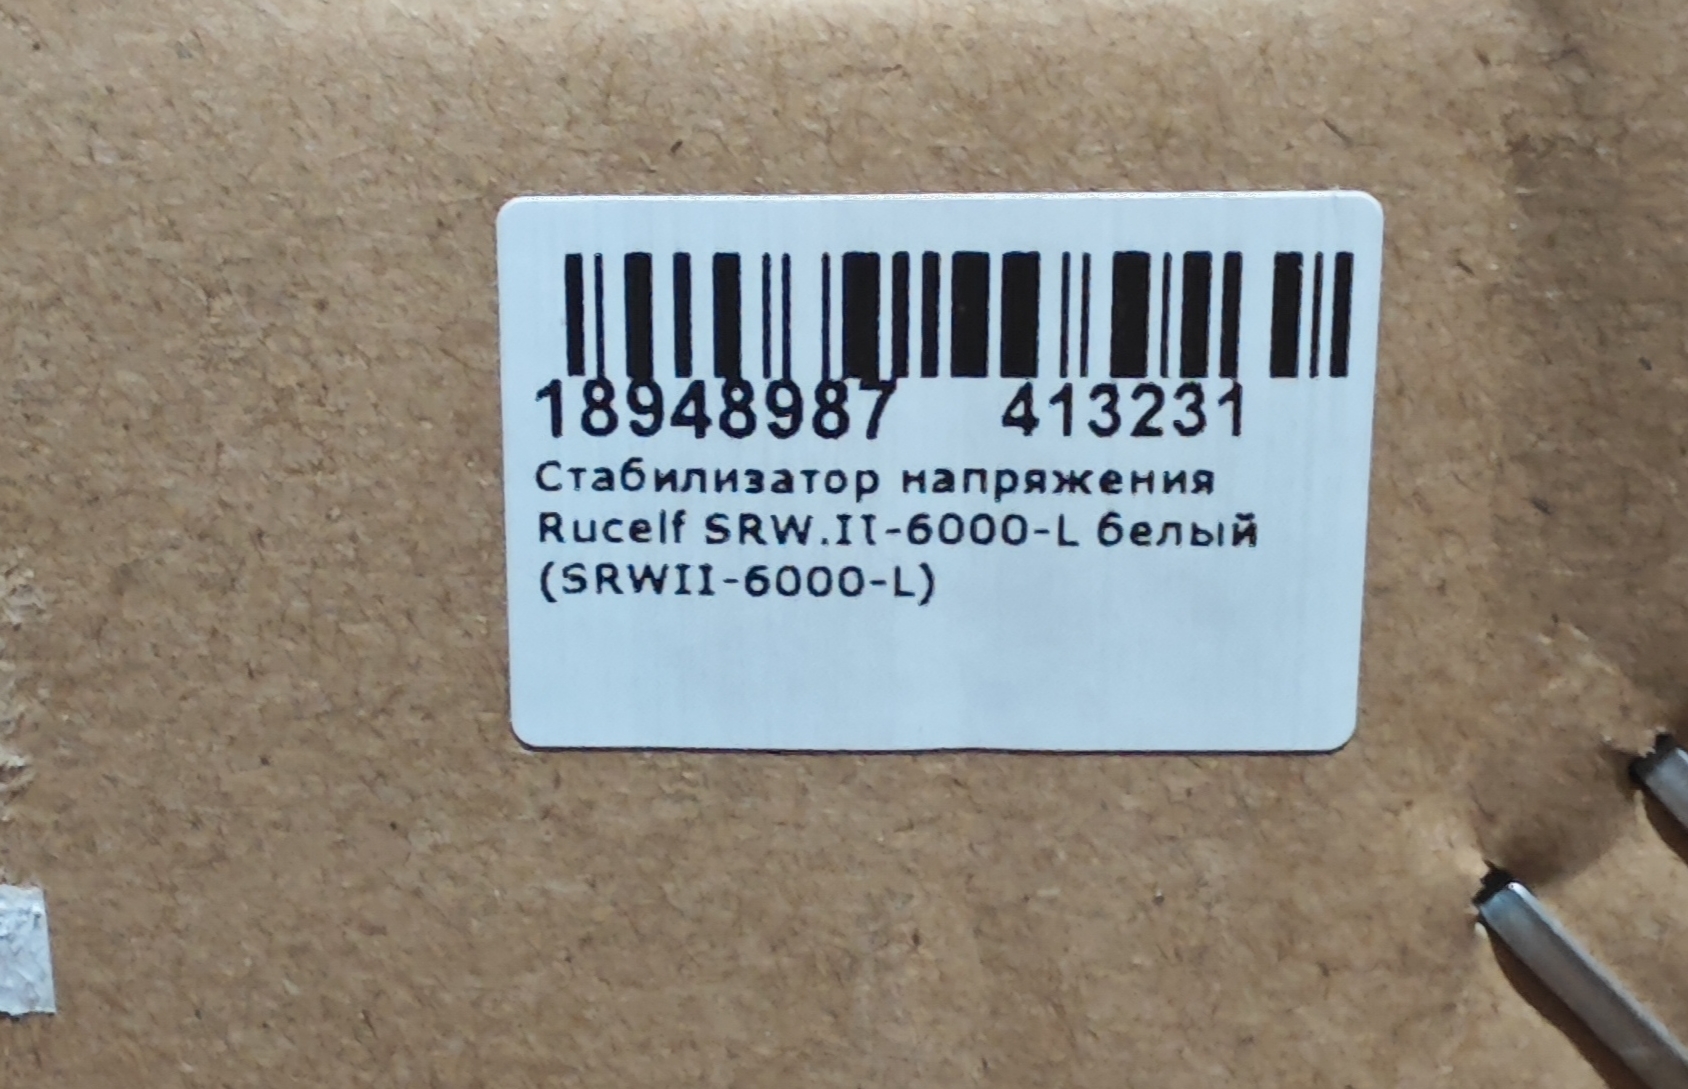 18948987 413231
Стабилизатор напряжения
Rucelf SRW.II-6000-L белый
(SRWII-6000-L)